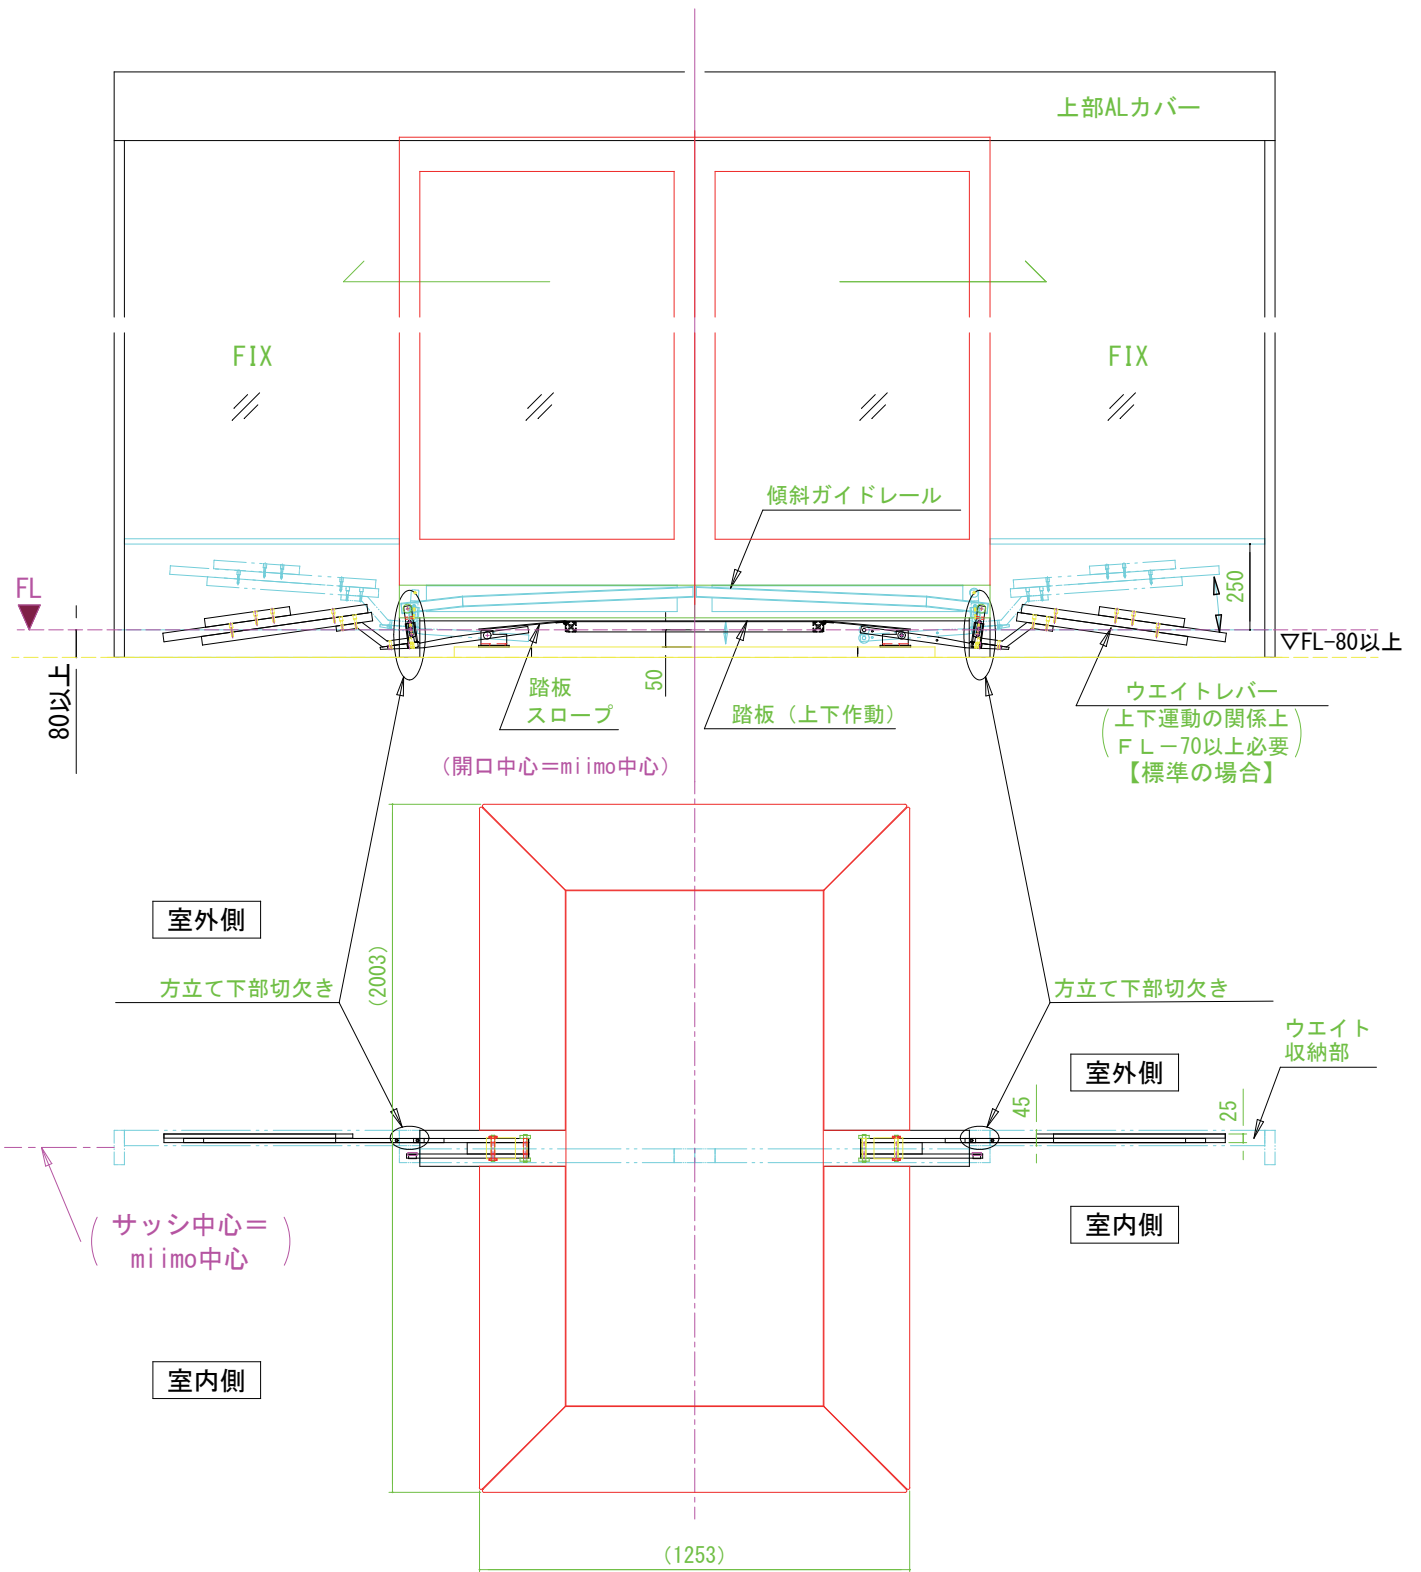 上部ALカバー
FIX
FIX
傾斜ガイドレール
FL
250
▽FL-80以上
80以上
踏板
スロープ
50
踏板（上下作動）
ウエイトレバー
（上下運動の関係上
ＦＬ－70以上必要）
【標準の場合】
（開口中心＝miimo中心）
室外側
(2003)
方立て下部切欠き
方立て下部切欠き
ウエイト
収納部
室外側
45
25
（サッシ中心＝
miimo中心）
室内側
室内側
(1253)